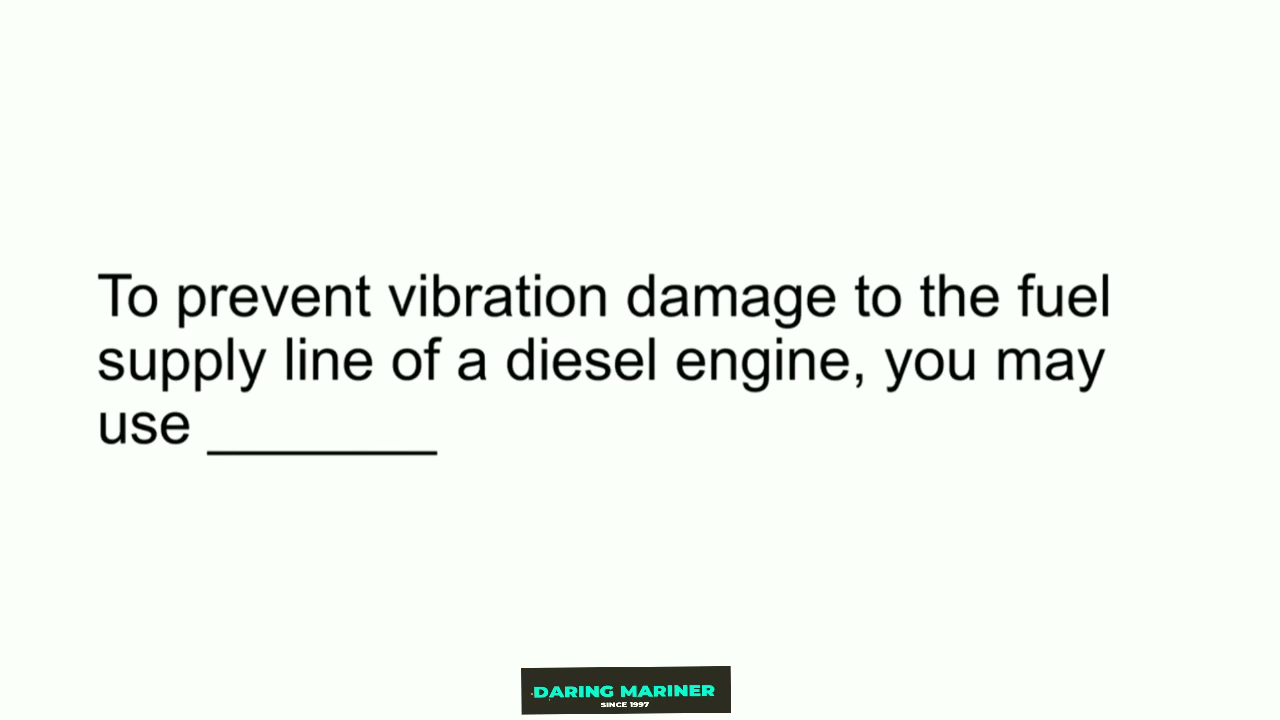 To prevent vibration damage to the fuel
supply line of a diesel engine, you may
use ________
DARING MARINER
SINCE 1997